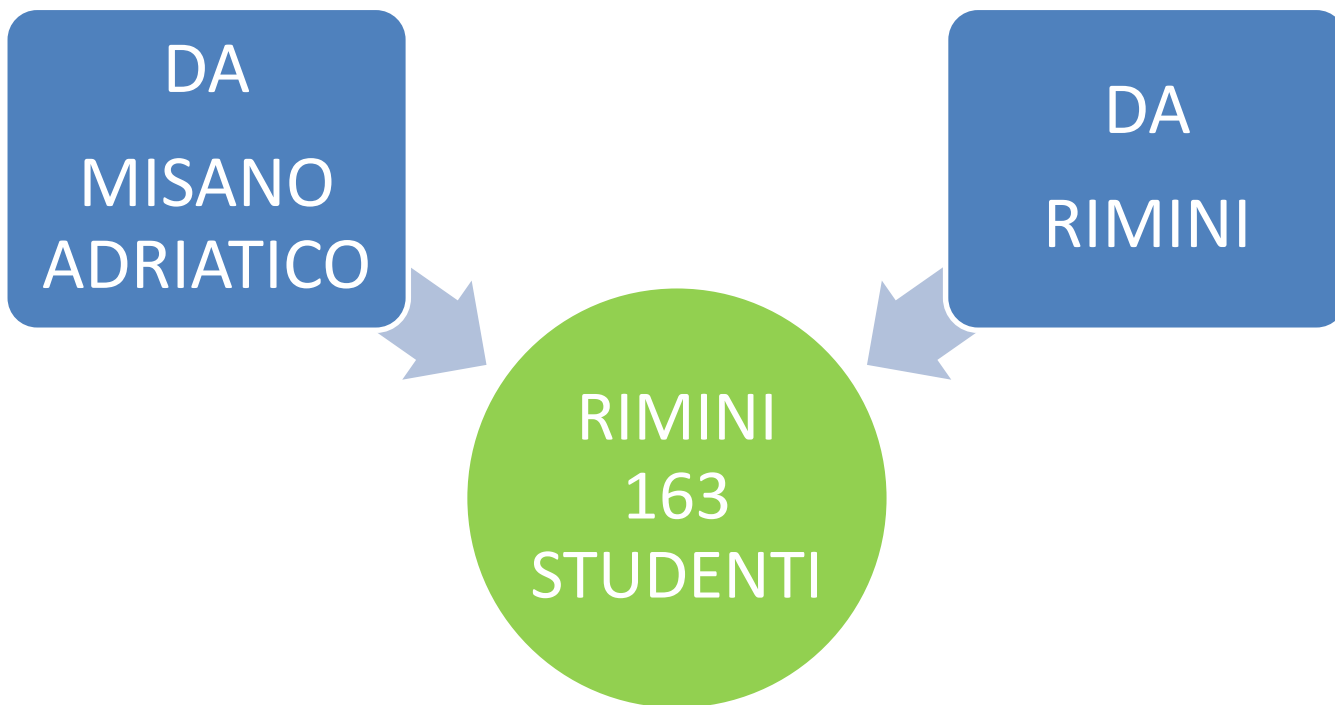 DA
MISANO
ADRIATICO
DA
RIMINI
RIMINI
163
STUDENTI